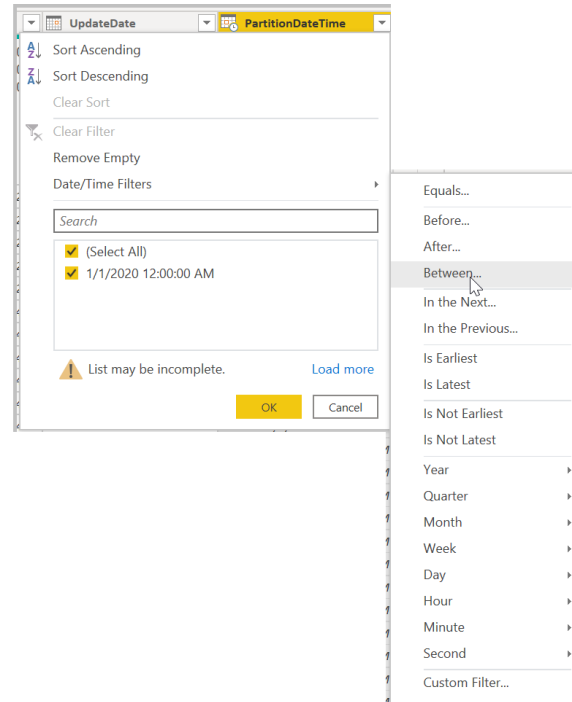 UpdateDate PartitionDateTime
Sort Ascending
Sort Descending
Clear Sort
Clear Filter
Remove Empty
Date/Time Filters
Search
(Select All)
1/1/2020 12:00:00 AM
List may be incomplete. Load more
OK Cancel
Equals...
Before...
After...
Between...
In the Next...
In the Previous...
Is Earliest
Is Latest
Is Not Earliest
Is Not Latest
Year
Quarter
Month
Week
Day
Hour
Minute
Second
Custom Filter...